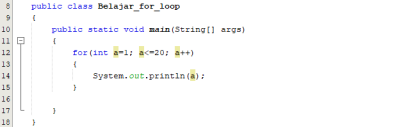 8 public class Belajar_for_loop
9 {
10 public static void main(String[] args)
11 {
12 for(int a=1; a<=20; a++)
13 {
14 System.out.println(a);
15 }
16
17 }
18 }